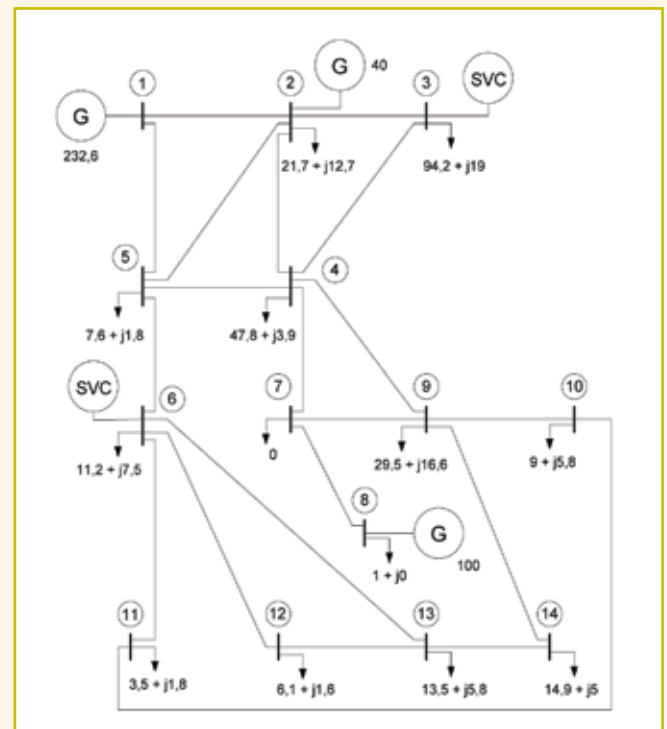 G 40
SVC
1
2
3
G
232,6
21,7 + j12,7
94,2 + j19
5
4
7,6 + j1,8
47,8 + j3,9
SVC
6
7
9
10
11,2 + j7,5
0
29,5 + j16,6
9 + j5,8
8
G
1 + j0
100
11
12
13
14
3,5 + j1,8
6,1 + j1,6
13,5 + j5,8
14,9 + j5